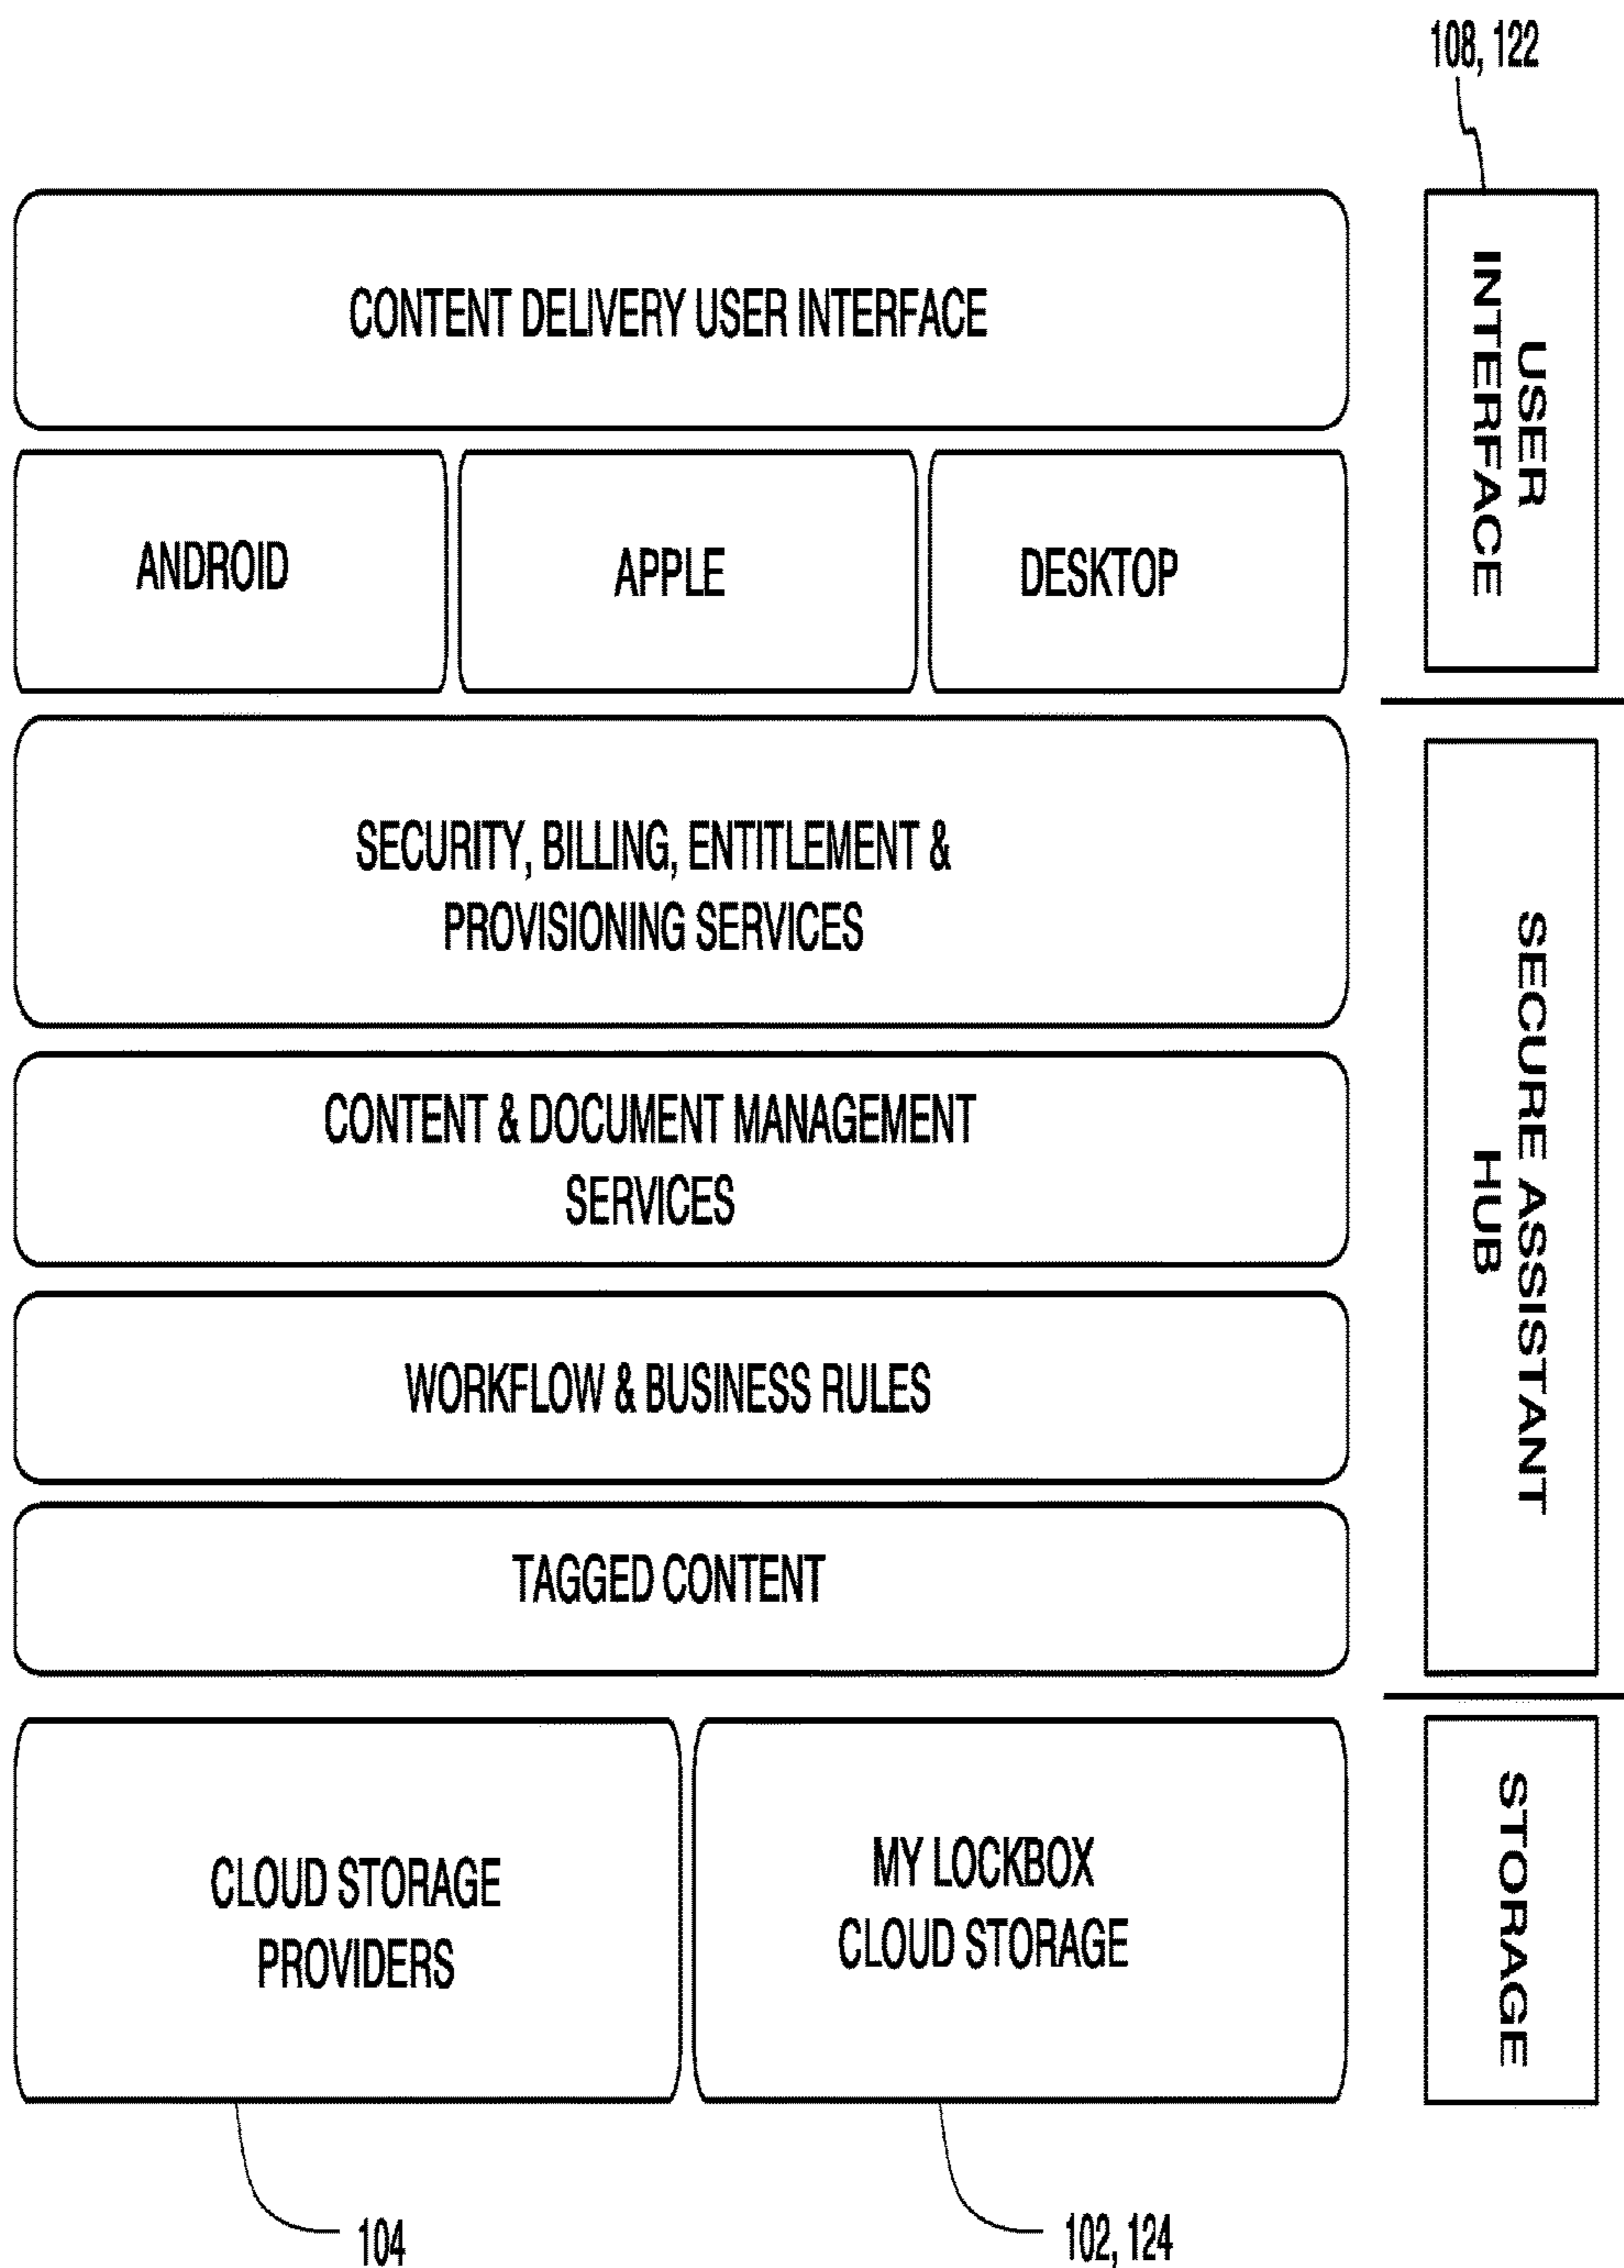 108, 122
CONTENT DELIVERY USER INTERFACE
USER
INTERFACE
ANDROID
APPLE
DESKTOP
SECURITY, BILLING, ENTITLEMENT &
PROVISIONING SERVICES
CONTENT & DOCUMENT MANAGEMENT
SERVICES
WORKFLOW & BUSINESS RULES
TAGGED CONTENT
SECURE ASSISTANT
HUB
CLOUD STORAGE
PROVIDERS
MY LOCKBOX
CLOUD STORAGE
STORAGE
104
102, 124